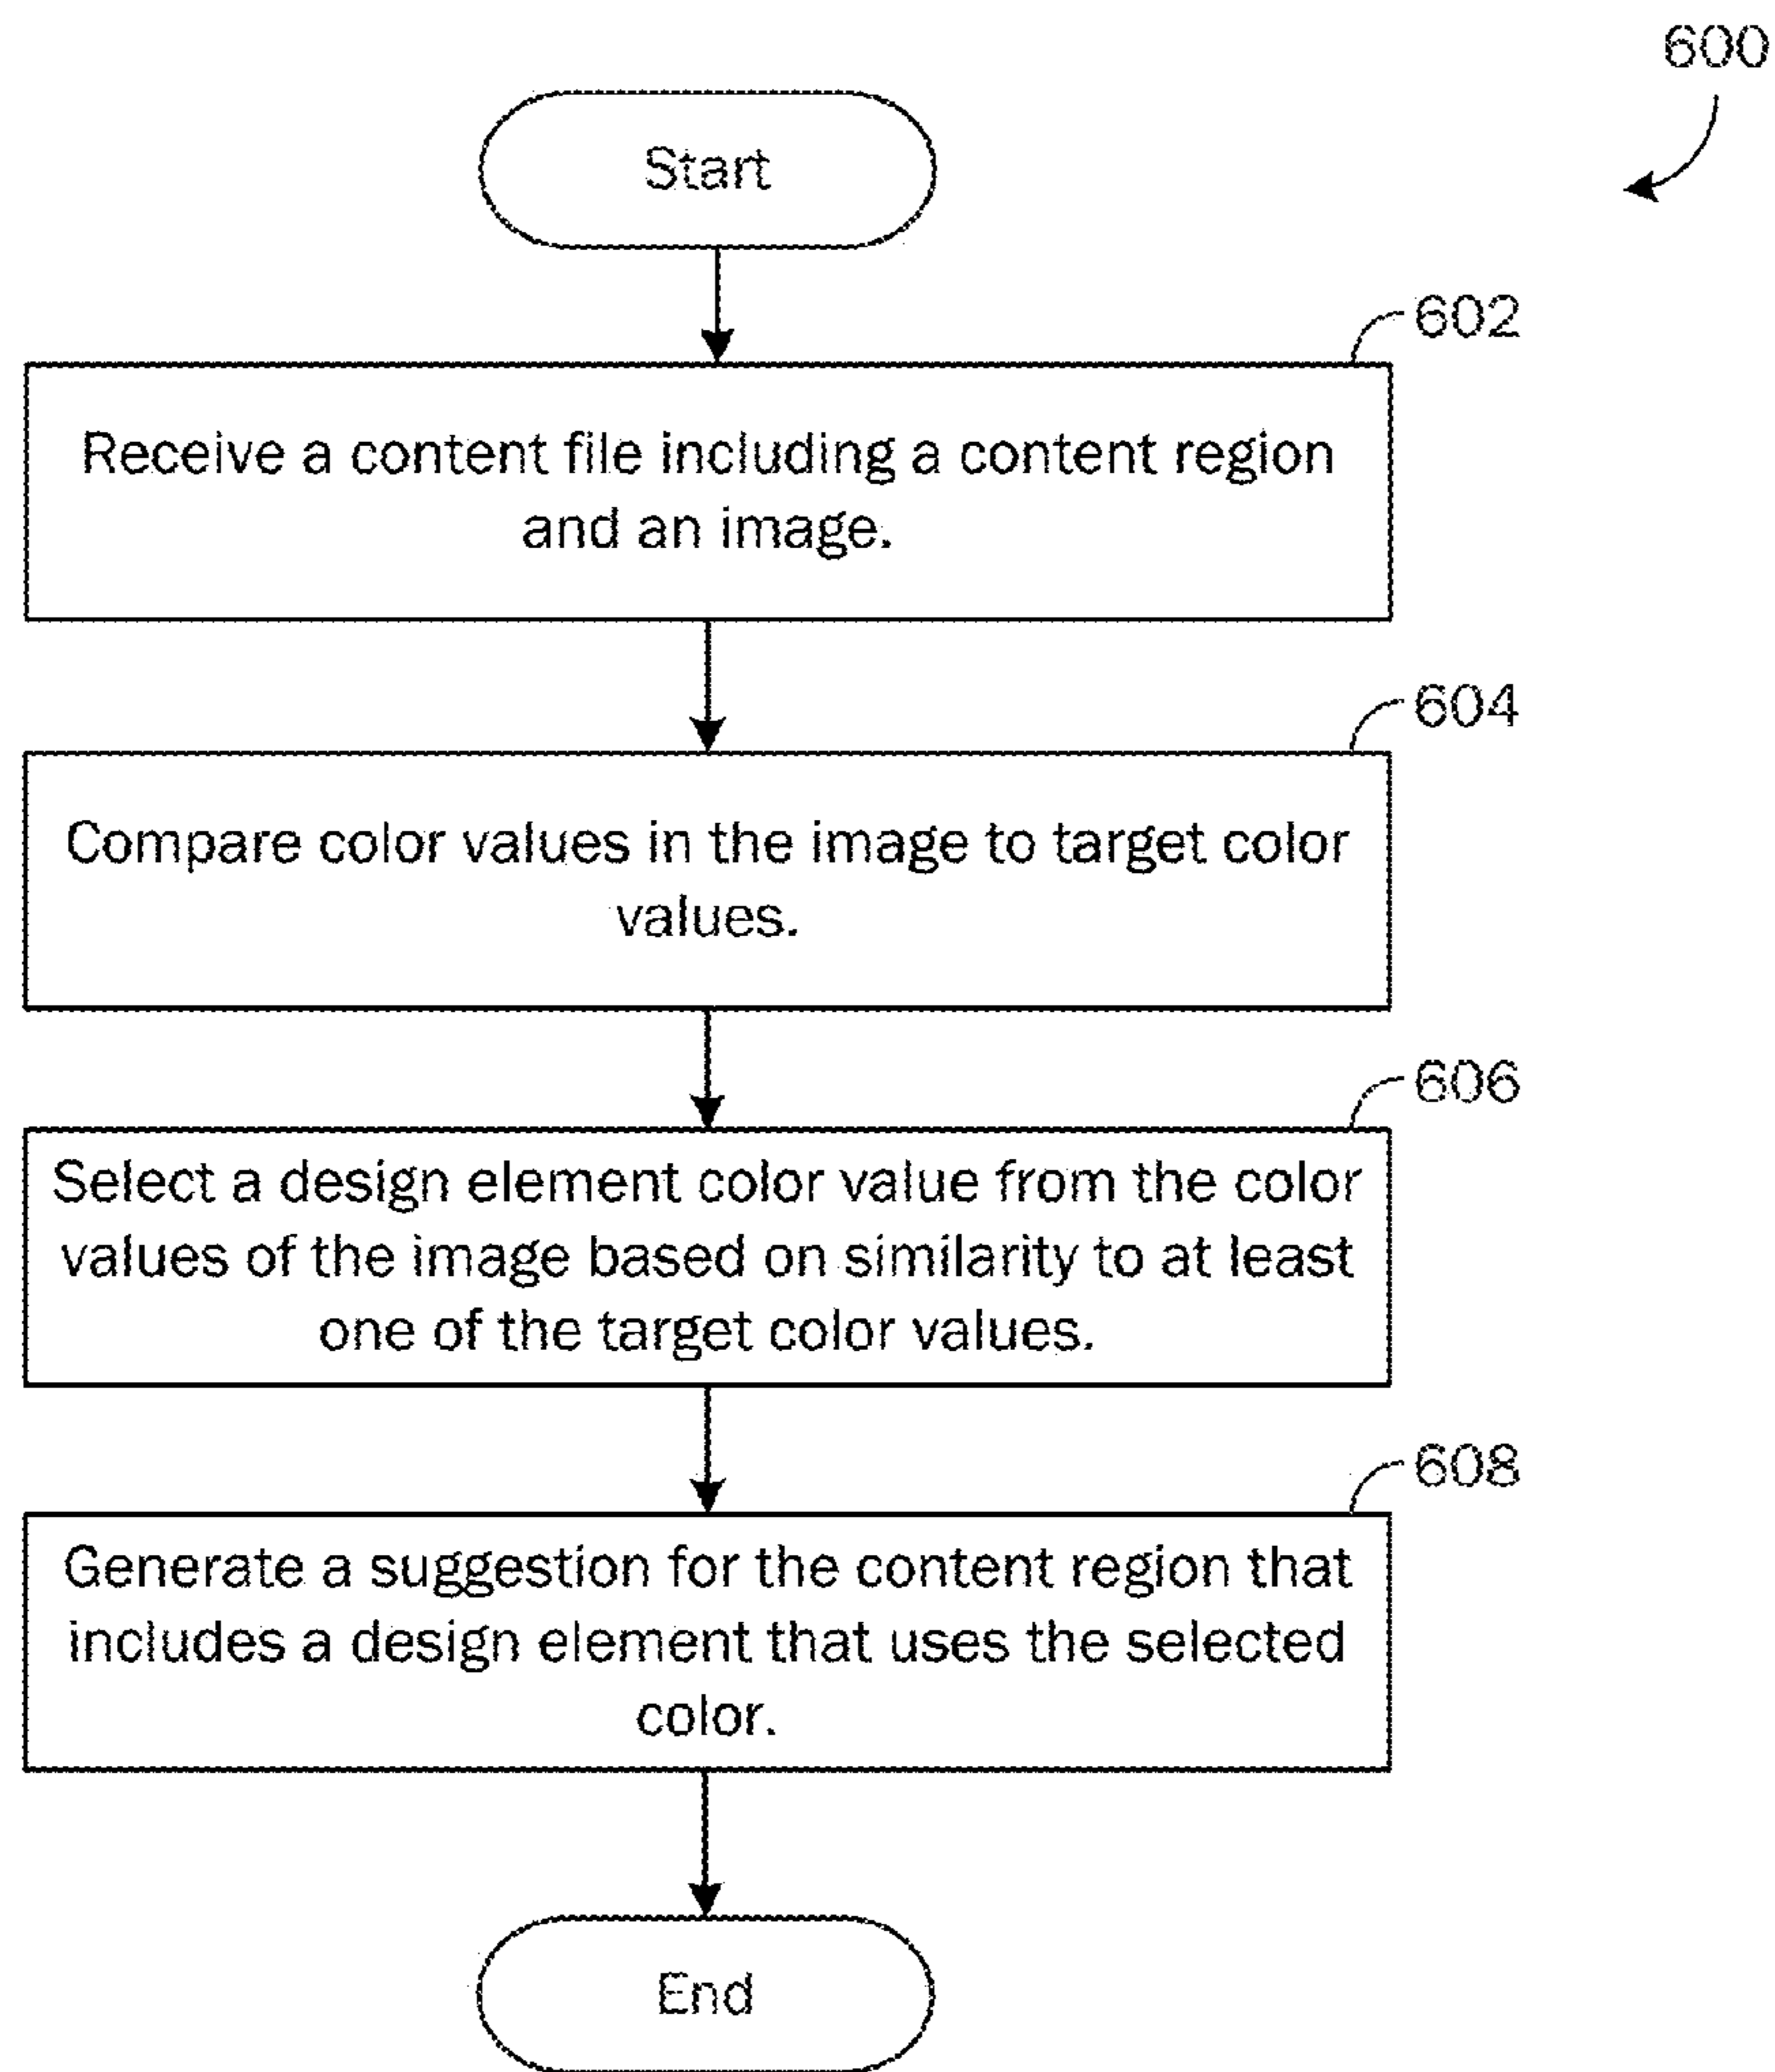 600
Start
602
Receive a content file including a content region
and an image.
604
Compare color values in the image to target color
values.
606
Select a design element color value from the color
values of the image based on similarity to at least
one of the target color values.
608
Generate a suggestion for the content region that
includes a design element that uses the selected
color.
End